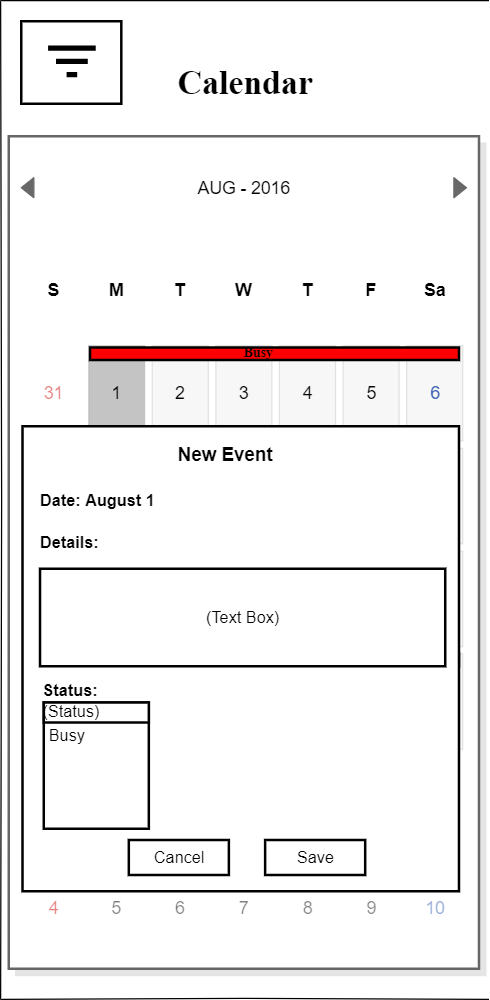 Calendar
AUG - 2016
S M T W T F Sa
Busy
31 1 2 3 4 5 6
New Event
Date: August 1
Details:
(Text Box)
Status:
(Status)
Busy
Cancel Save
4 5 6 7 8 9 10